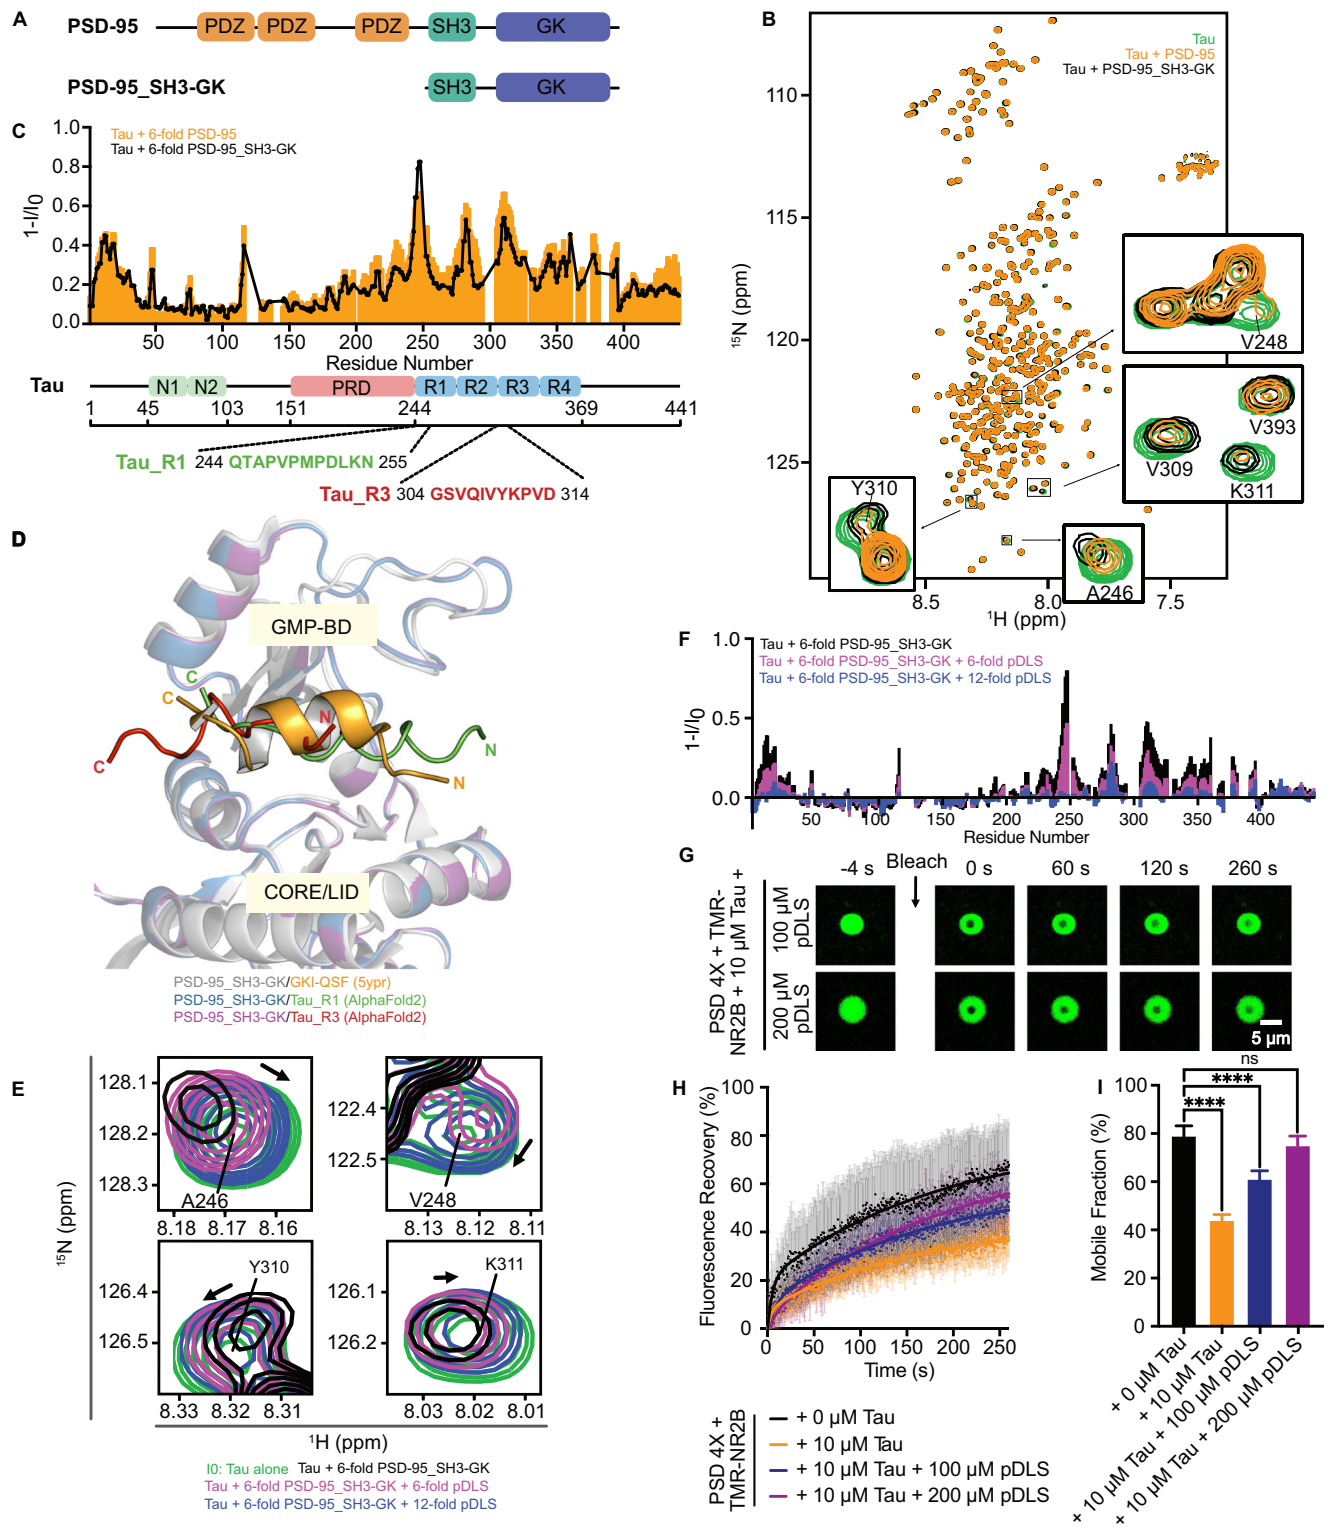 A
PSD-95
PDZ PDZ PDZ SH3 GK
PSD-95_SH3-GK
SH3 GK
B
Tau
Tau + PSD-95
Tau + PSD-95_SH3-GK
110
115
120
125
15N (ppm)
8.5 8.0 7.5
1H (ppm)
V248
V393
V309
K311
Y310
A246
C
Tau + 6-fold PSD-95
Tau + 6-fold PSD-95_SH3-GK
1-I/I0
1.0
0.8
0.6
0.4
0.2
0.0
50 100 150 200 250 300 350 400
Residue Number
Tau
N1 N2 PRD R1 R2 R3 R4
1 45 103 151 244 369 441
Tau_R1 244 QTAPVPMPDLKN 255
Tau_R3 304 GSVQIVYKPVD 314
D
GMP-BD
C
C
N
C
N
N
CORE/LID
PSD-95_SH3-GK/GKI-QSF (5ypr)
PSD-95_SH3-GK/Tau_R1 (AlphaFold2)
PSD-95_SH3-GK/Tau_R3 (AlphaFold2)
E
15N (ppm)
128.1
128.2
128.3
A246
8.18 8.17 8.16
122.4
122.5
V248
8.13 8.12 8.11
126.4
126.5
Y310
8.33 8.32 8.31
126.1
126.2
K311
8.03 8.02 8.01
1H (ppm)
I0: Tau alone Tau + 6-fold PSD-95_SH3-GK
Tau + 6-fold PSD-95_SH3-GK + 6-fold pDLS
Tau + 6-fold PSD-95_SH3-GK + 12-fold pDLS
F
Tau + 6-fold PSD-95_SH3-GK
Tau + 6-fold PSD-95_SH3-GK + 6-fold pDLS
Tau + 6-fold PSD-95_SH3-GK + 12-fold pDLS
1-I/I0
1.0
0.5
0.0
50 100 150 200 250 300 350 400
Residue Number
G
Bleach
-4 s 0 s 60 s 120 s 260 s
PSD 4X + TMR-
NR2B + 10 µM Tau +
100 µM
pDLS
200 µM
pDLS
5 µm
H
Fluorescence Recovery (%)
100
80
60
40
20
0
0 50 100 150 200 250
Time (s)
PSD 4X +
TMR-NR2B
+ 0 µM Tau
+ 10 µM Tau
+ 10 µM Tau + 100 µM pDLS
+ 10 µM Tau + 200 µM pDLS
I
ns
****
****
Mobile Fraction (%)
100
80
60
40
20
0
+ 0 µM Tau
+ 10 µM Tau
+ 10 µM Tau + 100 µM pDLS
+ 10 µM Tau + 200 µM pDLS